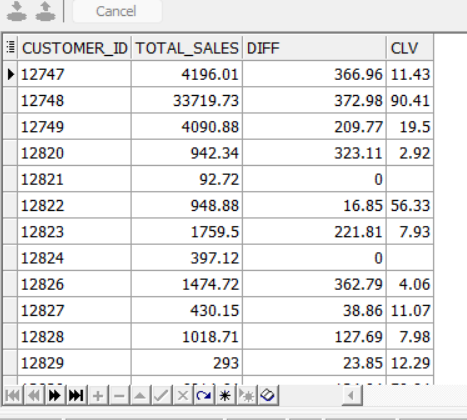 Cancel
CUSTOMER_ID TOTAL_SALES DIFF CLV
12747 4196.01 366.96 11.43
12748 33719.73 372.98 90.41
12749 4090.88 209.77 19.5
12820 942.34 323.11 2.92
12821 92.72 0
12822 948.88 16.85 56.33
12823 1759.5 221.81 7.93
12824 397.12 0
12826 1474.72 362.79 4.06
12827 430.15 38.86 11.07
12828 1018.71 127.69 7.98
12829 293 23.85 12.29